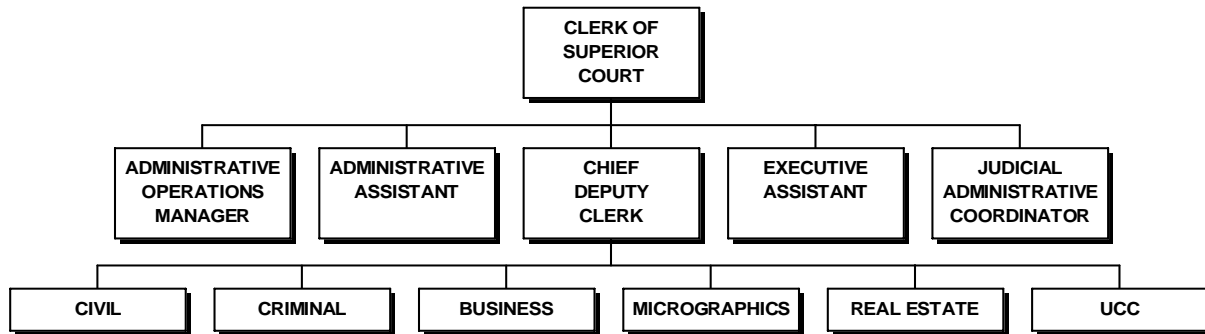 CLERK OF
SUPERIOR
COURT
ADMINISTRATIVE
OPERATIONS
MANAGER
ADMINISTRATIVE
ASSISTANT
CHIEF
DEPUTY
CLERK
EXECUTIVE
ASSISTANT
JUDICIAL
ADMINISTRATIVE
COORDINATOR
CIVIL
CRIMINAL
BUSINESS
MICROGRAPHICS
REAL ESTATE
UCC